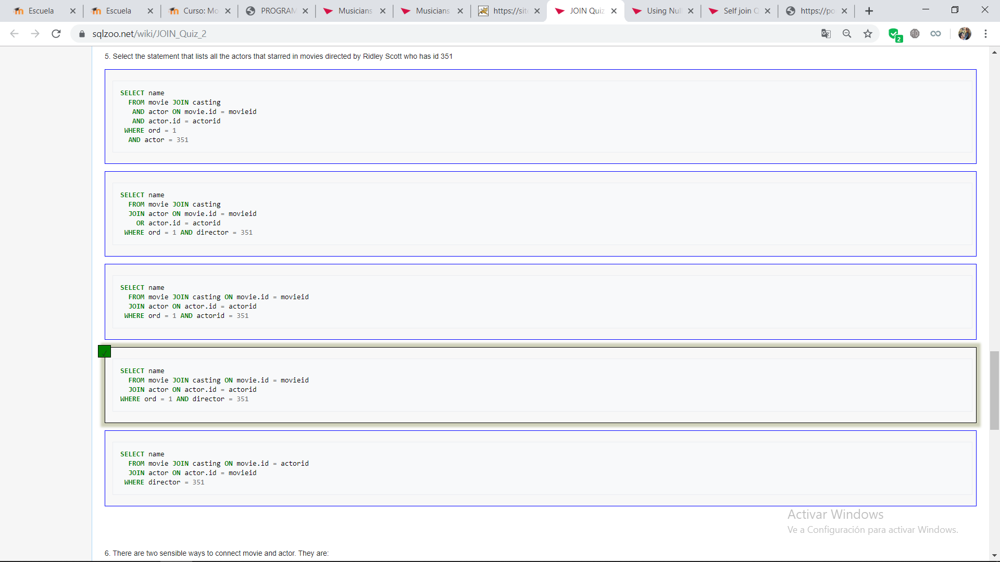 Escuela
Escuela
Curso: Mo
PROGRAM
Musicians
Musicians
https://sit
JOIN Quiz
Using Null
Self join Q
https://po
sqlzoo.net/wiki/JOIN_Quiz_2
2
5. Select the statement that lists all the actors that starred in movies directed by Ridley Scott who has id 351
SELECT name
FROM movie JOIN casting
AND actor ON movie.id = movieid
AND actor.id = actorid
WHERE ord = 1
AND actor = 351
SELECT name
FROM movie JOIN casting
JOIN actor ON movie.id = movieid
OR actor.id = actorid
WHERE ord = 1 AND director = 351
SELECT name
FROM movie JOIN casting ON movie.id = movieid
JOIN actor ON actor.id = actorid
WHERE ord = 1 AND actorid = 351
SELECT name
FROM movie JOIN casting ON movie.id = movieid
JOIN actor ON actor.id = actorid
WHERE ord = 1 AND director = 351
SELECT name
FROM movie JOIN casting ON movie.id = actorid
JOIN actor ON actor.id = movieid
WHERE director = 351
Activar Windows
Ve a Configuración para activar Windows.
6. There are two sensible ways to connect movie and actor. They are: